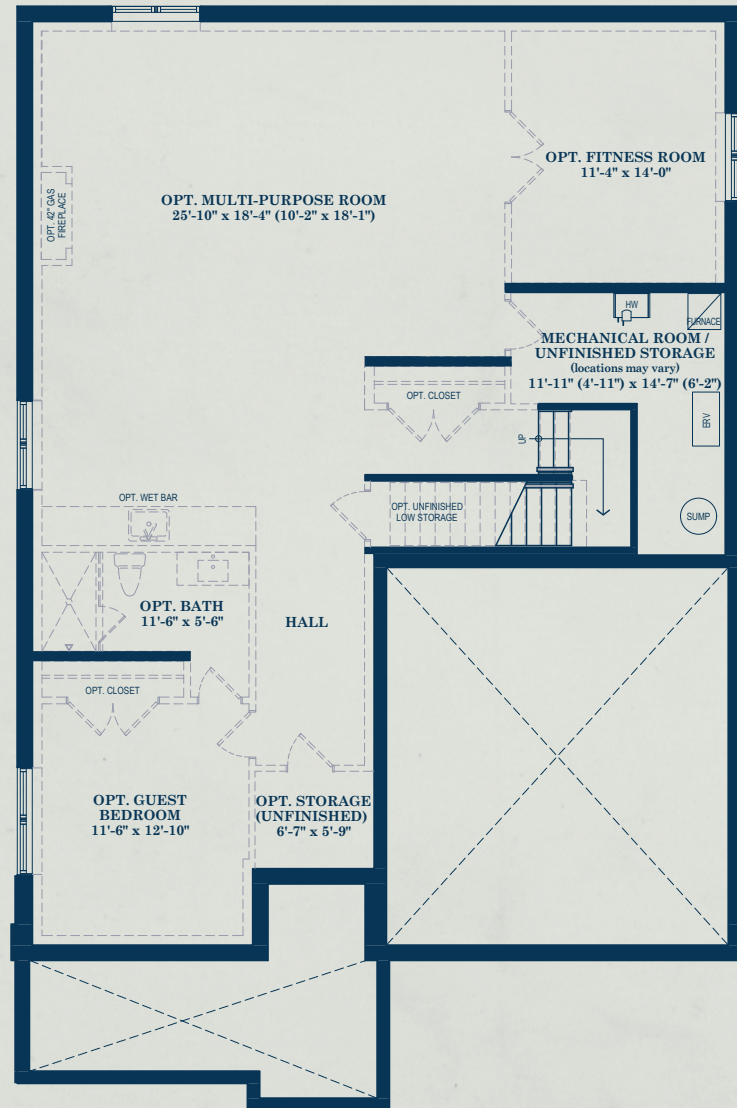 OPT. MULTI-PURPOSE ROOM
25'-10" x 18'-4" (10'-2" x 18'-1")
OPT. FITNESS ROOM
11'-4" x 14'-0"
OPT. 42" GAS
FIREPLACE
HW
FURNACE
MECHANICAL ROOM /
UNFINISHED STORAGE
(locations may vary)
11'-11" (4'-11") x 14'-7" (6'-2")
OPT. CLOSET
ERV
UP
OPT. WET BAR
OPT. UNFINISHED
LOW STORAGE
SUMP
OPT. BATH
11'-6" x 5'-6"
HALL
OPT. CLOSET
OPT. GUEST
BEDROOM
11'-6" x 12'-10"
OPT. STORAGE
(UNFINISHED)
6'-7" x 5'-9"